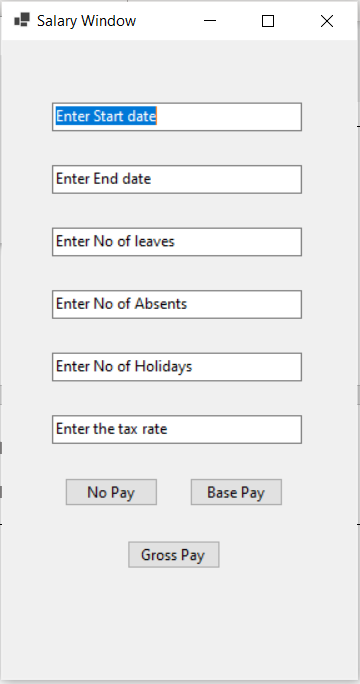 Salary Window
Enter Start date
Enter End date
Enter No of leaves
Enter No of Absents
Enter No of Holidays
Enter the tax rate
No Pay Base Pay
Gross Pay